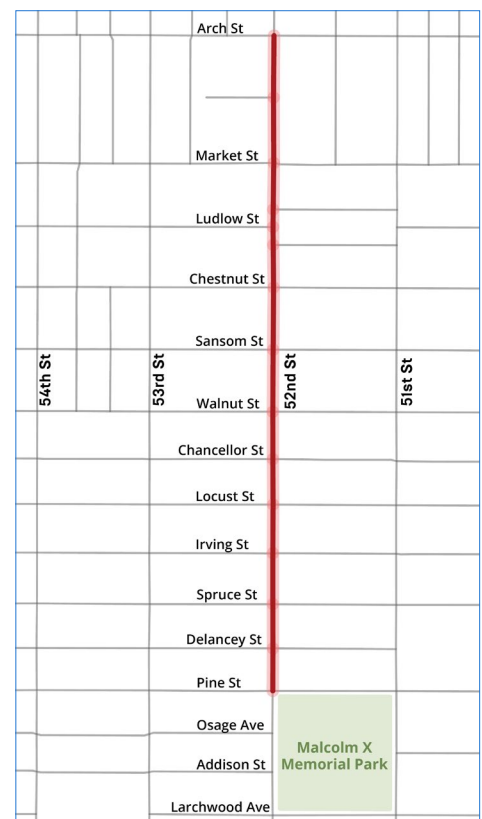 Arch St
Market St
Ludlow St
Chestnut St
Sansom St
54th St
53rd St
52nd St
51st St
Walnut St
Chancellor St
Locust St
Irving St
Spruce St
Delancey St
Pine St
Osage Ave
Malcolm X
Memorial Park
Addison St
Larchwood Ave